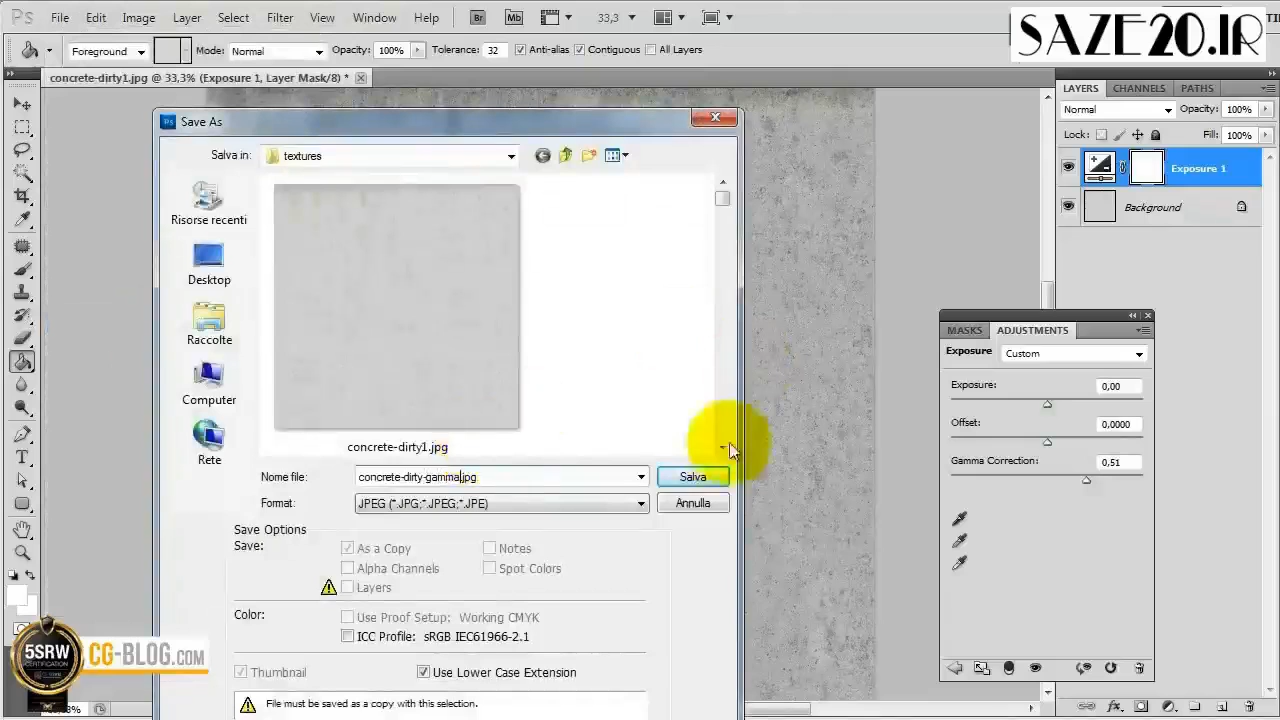 Ps File Edit Image Layer Select Filter View Window Help Br Mb 33,3
SAZE20.IR
Foreground Mode: Normal Opacity: 100% Tolerance: 32 Anti-alias Contiguous All Layers
concrete-dirty1.jpg @ 33,3% (Exposure 1, Layer Mask/8) *
LAYERS CHANNELS PATHS
Normal Opacity: 100%
Lock: Fill: 100%
Exposure 1
Background
Save As
Salva in: textures
Risorse recenti
Desktop
Raccolte
Computer
Rete
concrete-dirty1.jpg
Nome file: concrete-dirty-gamma.jpg Salva
Format: JPEG (*.JPG;*.JPEG;*.JPE) Annulla
Save Options
Save: As a Copy Notes
Alpha Channels Spot Colors
Layers
Color: Use Proof Setup: Working CMYK
ICC Profile: sRGB IEC61966-2.1
Thumbnail Use Lower Case Extension
File must be saved as a copy with this selection.
MASKS ADJUSTMENTS
Exposure Custom
Exposure: 0,00
Offset: 0,0000
Gamma Correction: 0,51
5SRW
CERTIFICATION
CG-BLOG.COM